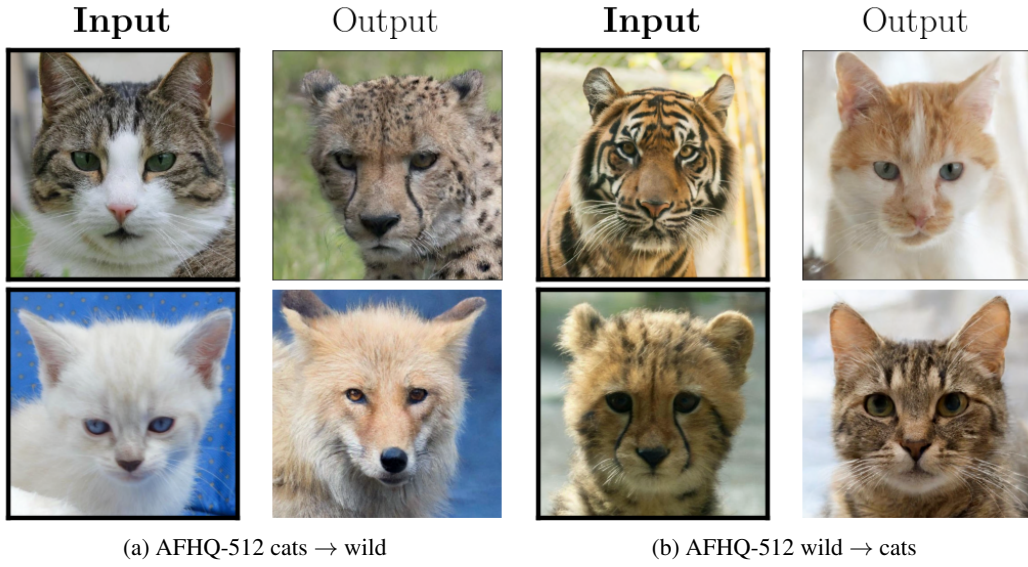 Input Output Input Output
(a) AFHQ-512 cats → wild
(b) AFHQ-512 wild → cats